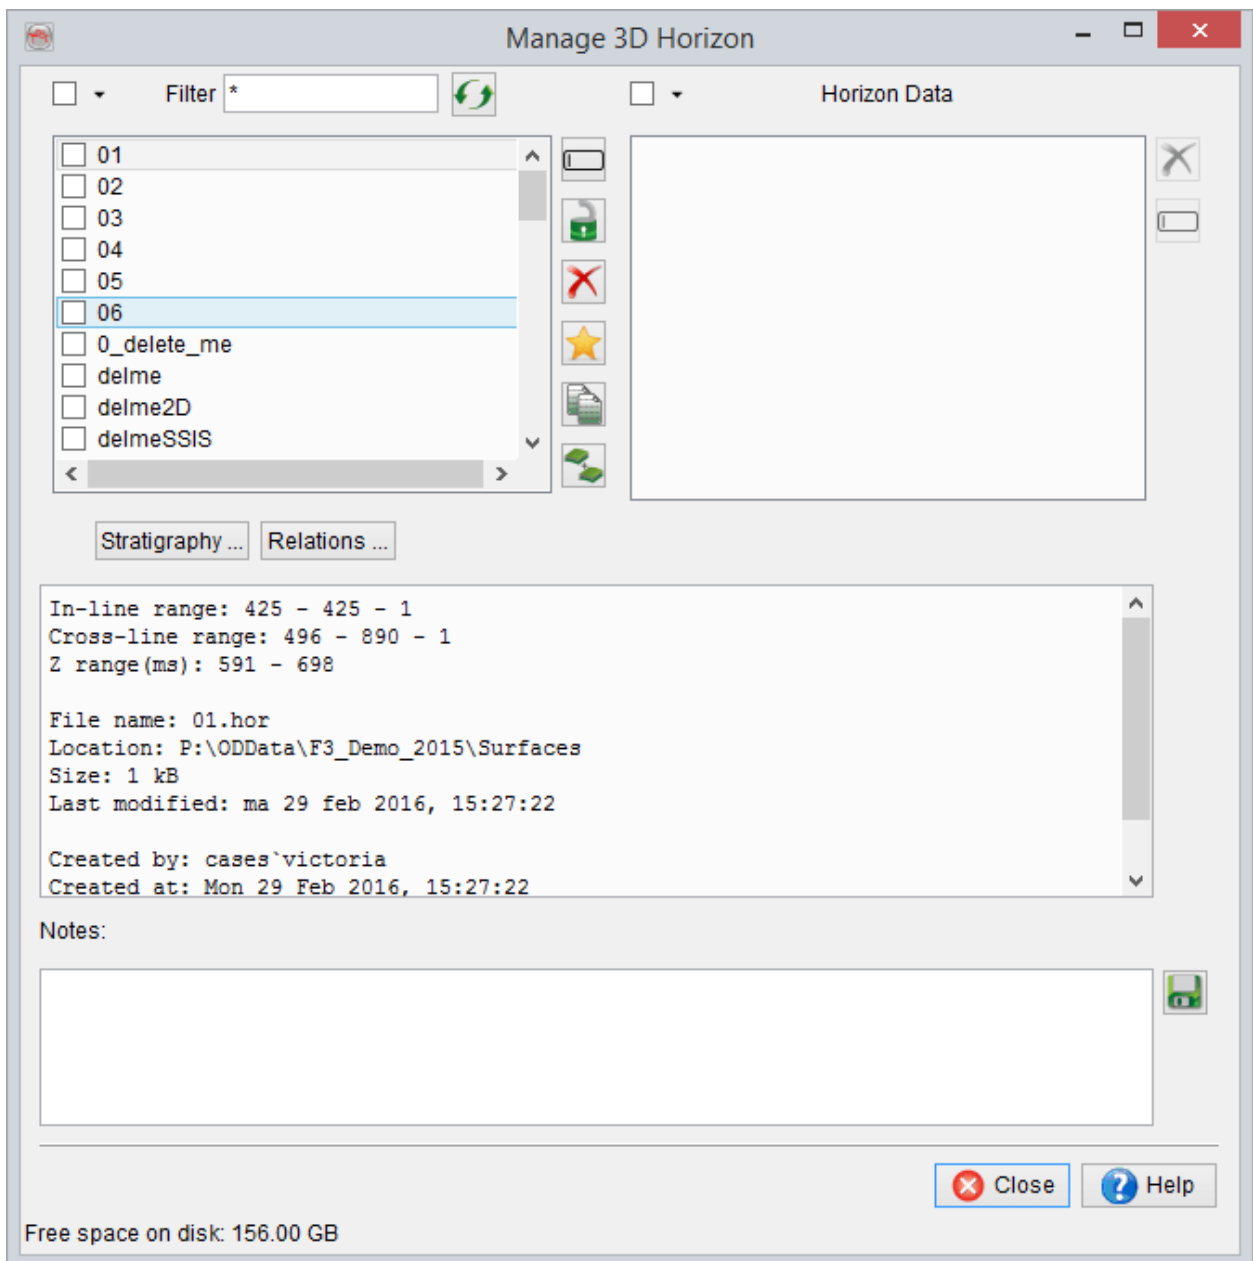 Manage 3D Horizon
Filter *
Horizon Data
01
02
03
04
05
06
0_delete_me
delme
delme2D
delmeSSIS
Stratigraphy ...
Relations ...
In-line range: 425 - 425 - 1
Cross-line range: 496 - 890 - 1
Z range(ms): 591 - 698
File name: 01.hor
Location: P:\ODData\F3_Demo_2015\Surfaces
Size: 1 kB
Last modified: ma 29 feb 2016, 15:27:22
Created by: cases`victoria
Created at: Mon 29 Feb 2016, 15:27:22
Notes:
Close
Help
Free space on disk: 156.00 GB